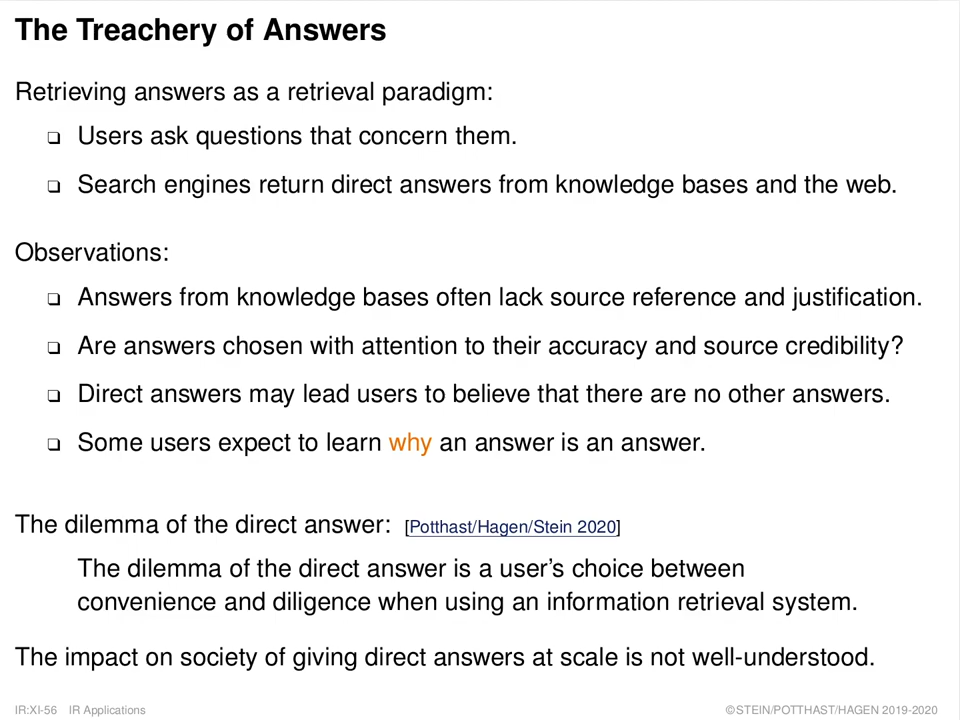 The Treachery of Answers
Retrieving answers as a retrieval paradigm:
❑ Users ask questions that concern them.
❑ Search engines return direct answers from knowledge bases and the web.
Observations:
❑ Answers from knowledge bases often lack source reference and justification.
❑ Are answers chosen with attention to their accuracy and source credibility?
❑ Direct answers may lead users to believe that there are no other answers.
❑ Some users expect to learn why an answer is an answer.
The dilemma of the direct answer: [Potthast/Hagen/Stein 2020]
The dilemma of the direct answer is a user's choice between
convenience and diligence when using an information retrieval system.
The impact on society of giving direct answers at scale is not well-understood.
IR:XI-56 IR Applications ©STEIN/POTTHAST/HAGEN 2019-2020